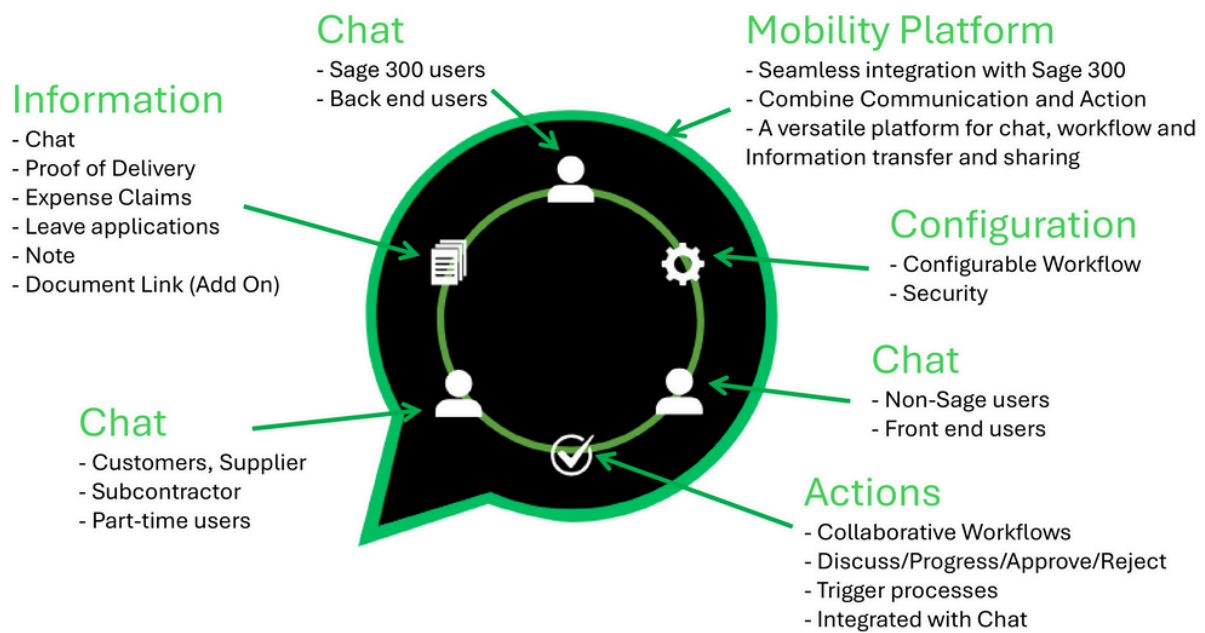 Chat
- Sage 300 users
- Back end users
Mobility Platform
- Seamless integration with Sage 300
- Combine Communication and Action
- A versatile platform for chat, workflow and
Information transfer and sharing
Information
- Chat
- Proof of Delivery
- Expense Claims
- Leave applications
- Note
- Document Link (Add On)
Configuration
- Configurable Workflow
- Security
Chat
- Non-Sage users
- Front end users
Chat
- Customers, Supplier
- Subcontractor
- Part-time users
Actions
- Collaborative Workflows
- Discuss/Progress/Approve/Reject
- Trigger processes
- Integrated with Chat